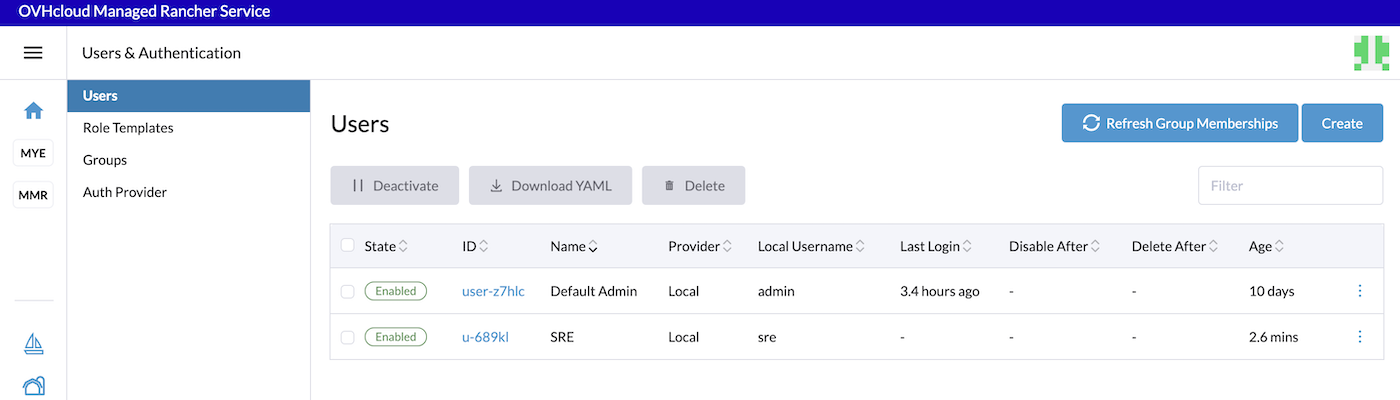 OVHcloud Managed Rancher Service
Users & Authentication
MYE
MMR
Users
Role Templates
Groups
Auth Provider
Users
Refresh Group Memberships
Create
Deactivate
Download YAML
Delete
Filter
State ID Name Provider Local Username Last Login Disable After Delete After Age
Enabled user-z7hlc Default Admin Local admin 3.4 hours ago - - 10 days
Enabled u-689kl SRE Local sre - - - 2.6 mins